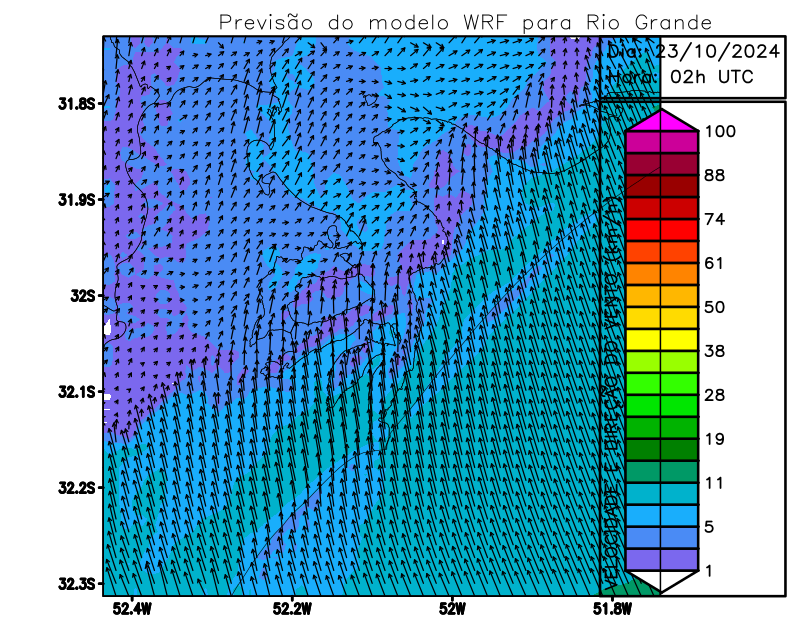 Previsão do modelo WRF para Rio Grande
Dia: 23/10/2024
Hora: 02h UTC
VELOCIDADE E DIREÇÃO DO VENTO (km/h)
100
88
74
61
50
38
28
19
11
5
1
31.8S
31.9S
32S
32.1S
32.2S
32.3S
52.4W
52.2W
52W
51.8W